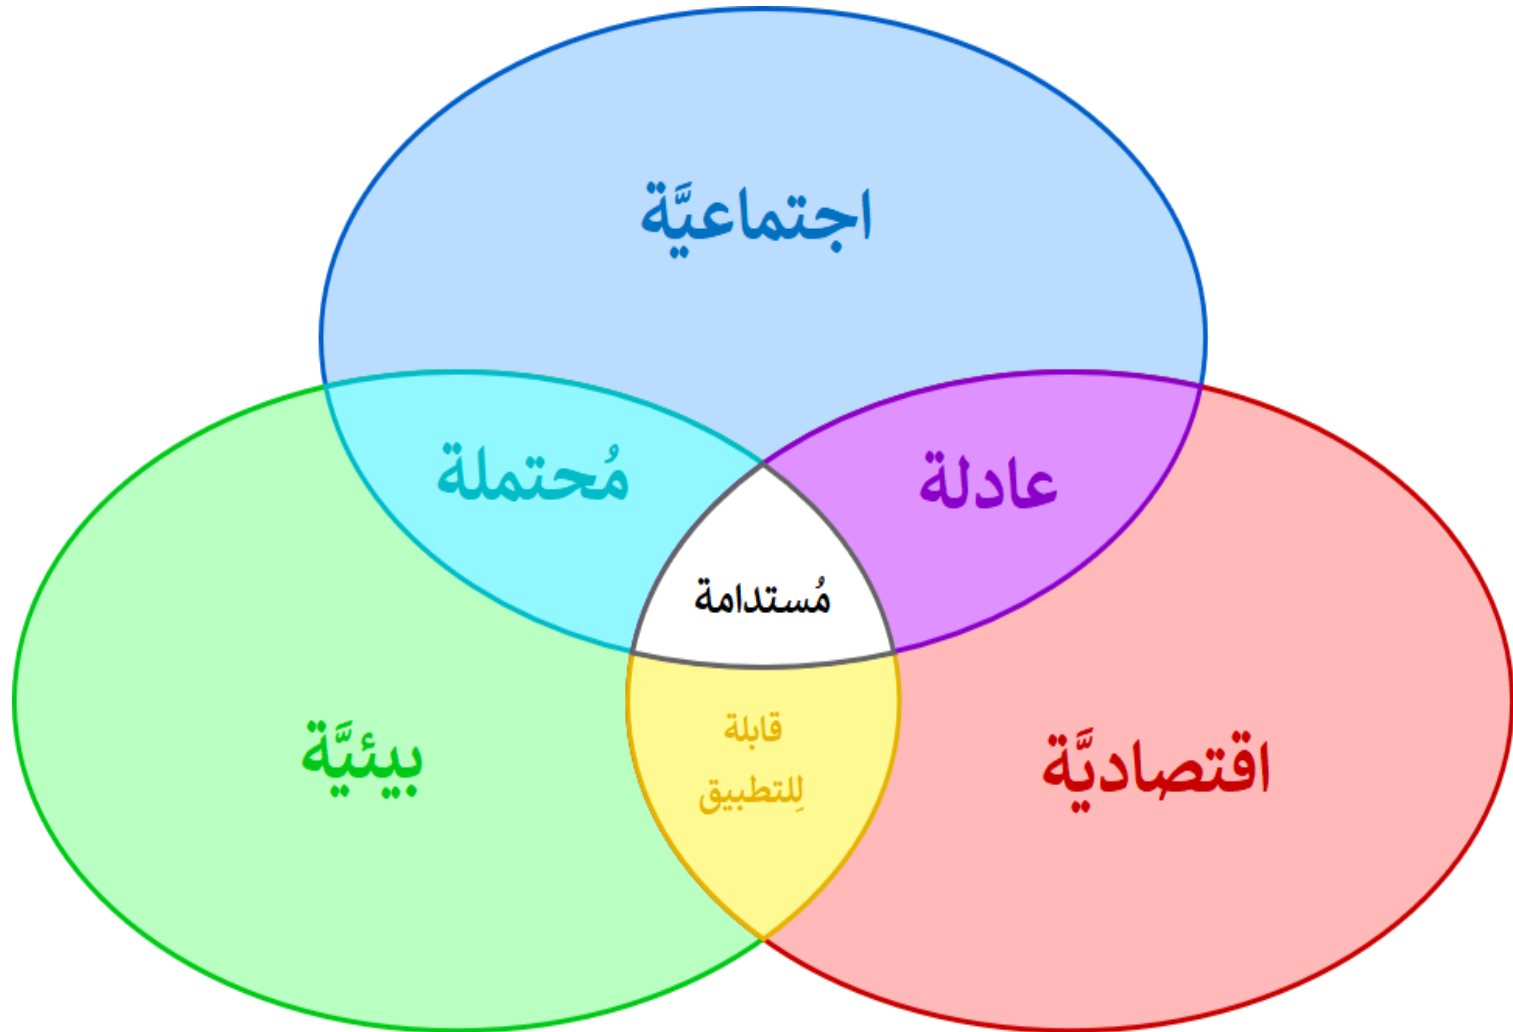 اجتماعيَّة
عادلة
مُحتملة
مُستدامة
قابلة
لِلتطبيق
اقتصاديَّة
بيئيَّة